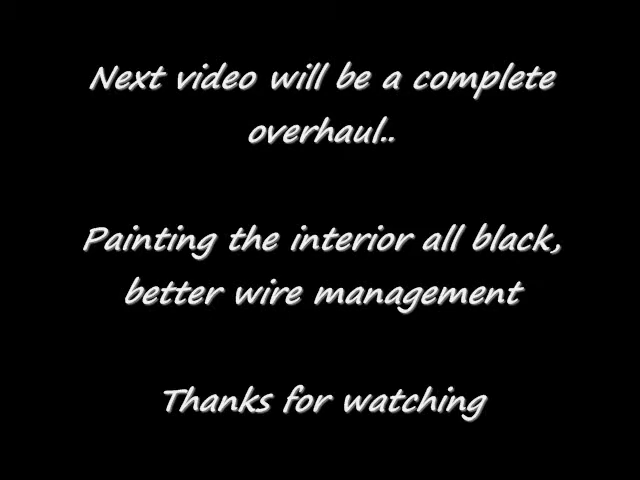 Next video will be a complete
overhaul..
Painting the interior all black,
better wire management
Thanks for watching